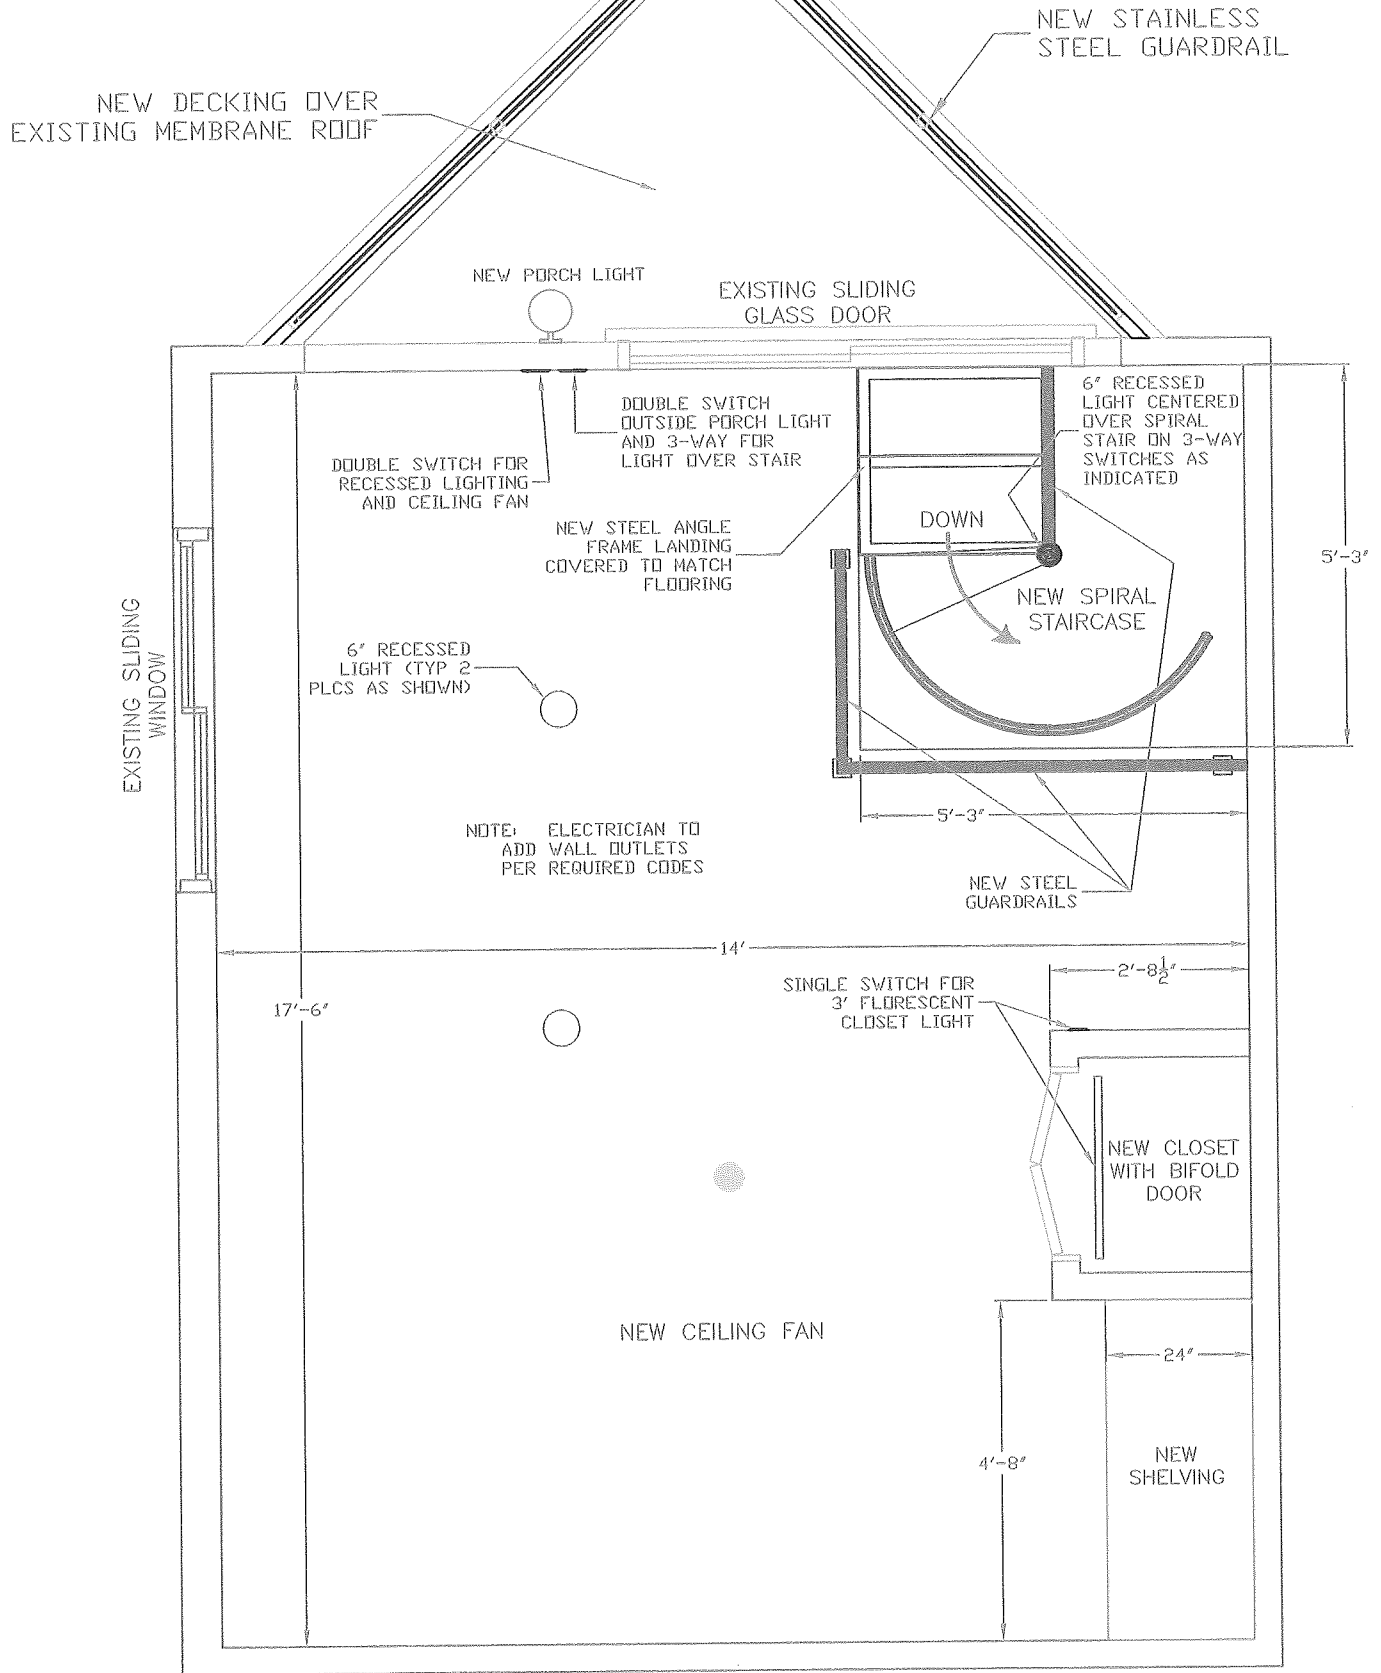 NEW STAINLESS
STEEL GUARDRAIL
NEW DECKING OVER
EXISTING MEMBRANE ROOF
NEW PORCH LIGHT
EXISTING SLIDING
GLASS DOOR
DOUBLE SWITCH
OUTSIDE PORCH LIGHT
AND 3-WAY FOR
LIGHT OVER STAIR
6" RECESSED
LIGHT CENTERED
OVER SPIRAL
STAIR ON 3-WAY
SWITCHES AS
INDICATED
DOUBLE SWITCH FOR
RECESSED LIGHTING
AND CEILING FAN
NEW STEEL ANGLE
FRAME LANDING
COVERED TO MATCH
FLOORING
DOWN
5'-3"
NEW SPIRAL
STAIRCASE
EXISTING SLIDING
WINDOW
6" RECESSED
LIGHT (TYP 2
PLCS AS SHOWN)
5'-3"
NOTE: ELECTRICIAN TO
ADD WALL OUTLETS
PER REQUIRED CODES
NEW STEEL
GUARDRAILS
14'
2'-8½"
SINGLE SWITCH FOR
3' FLORESCENT
CLOSET LIGHT
17'-6"
NEW CLOSET
WITH BIFOLD
DOOR
NEW CEILING FAN
24"
4'-8"
NEW
SHELVING